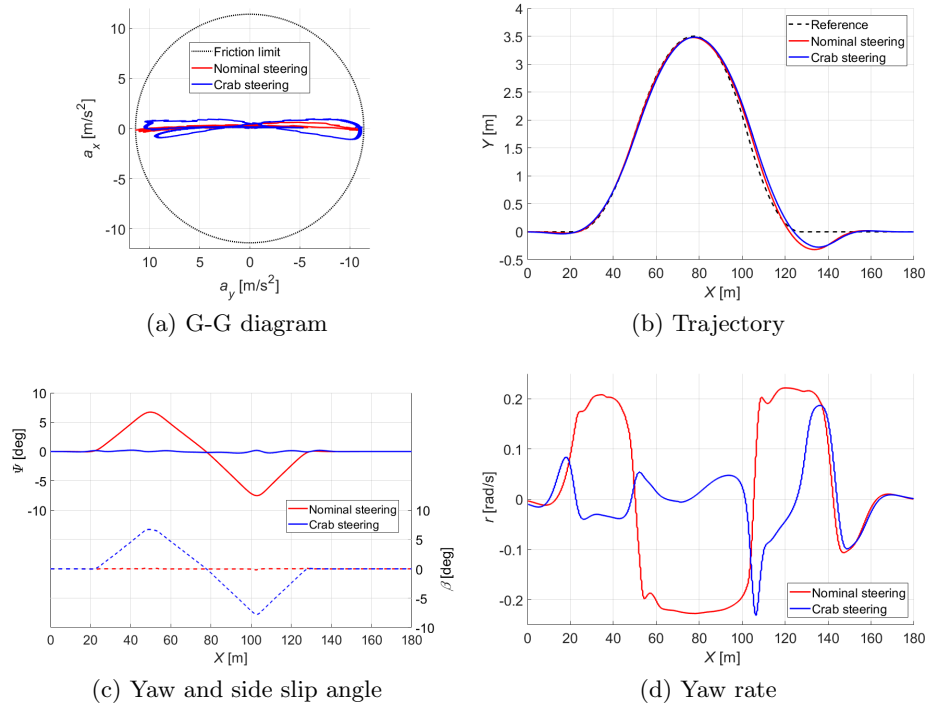 10
5
0
-5
-10
a_x [m/s²]
Friction limit
Nominal steering
Crab steering
10
5
0
-5
-10
a_y [m/s²]
(a) G-G diagram
4
3.5
3
2.5
2
1.5
1
0.5
0
-0.5
Y [m]
Reference
Nominal steering
Crab steering
0
20
40
60
80
100
120
140
160
180
X [m]
(b) Trajectory
10
5
0
-5
-10
Ψ [deg]
Nominal steering
Crab steering
10
5
0
-5
-10
β [deg]
0
20
40
60
80
100
120
140
160
180
X [m]
(c) Yaw and side slip angle
0.2
0.1
0
-0.1
-0.2
r [rad/s]
Nominal steering
Crab steering
0
20
40
60
80
100
120
140
160
180
X [m]
(d) Yaw rate